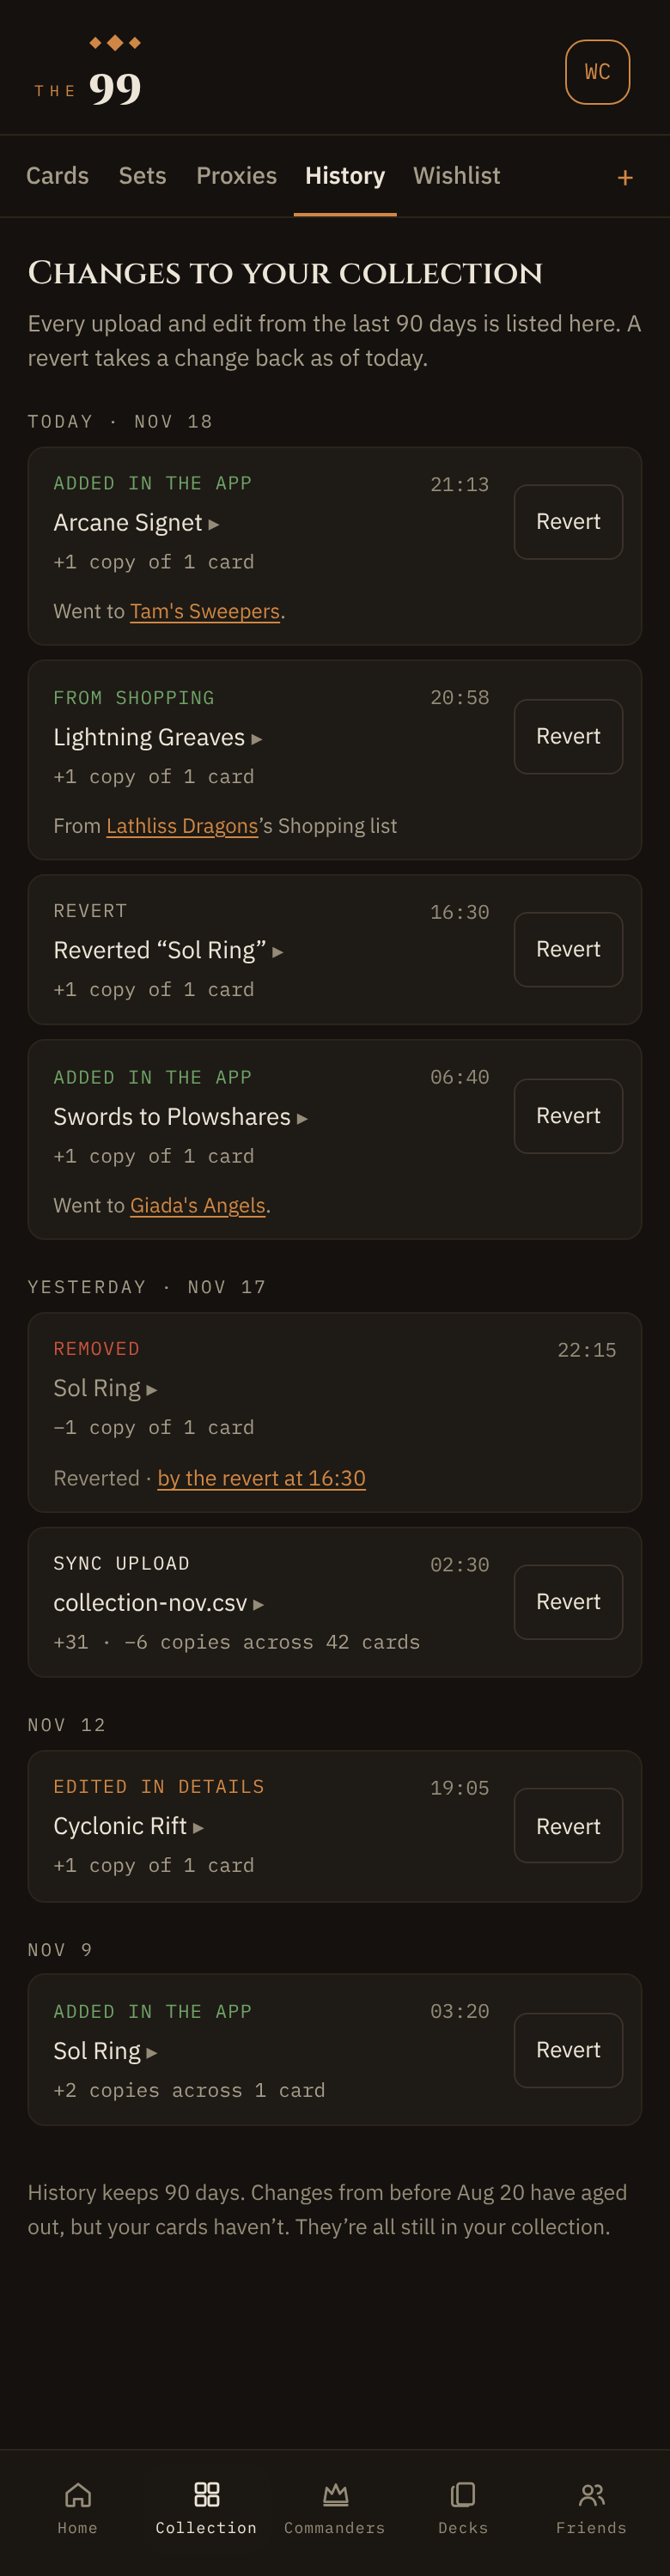 THE 99
WC
Cards Sets Proxies History Wishlist +
Changes to your collection
Every upload and edit from the last 90 days is listed here. A
revert takes a change back as of today.
TODAY · NOV 18
ADDED IN THE APP 21:13
Arcane Signet ▸
+1 copy of 1 card
Went to Tam's Sweepers.
Revert
FROM SHOPPING 20:58
Lightning Greaves ▸
+1 copy of 1 card
From Lathliss Dragons’s Shopping list
Revert
REVERT 16:30
Reverted “Sol Ring” ▸
+1 copy of 1 card
Revert
ADDED IN THE APP 06:40
Swords to Plowshares ▸
+1 copy of 1 card
Went to Giada's Angels.
Revert
YESTERDAY · NOV 17
REMOVED 22:15
Sol Ring ▸
−1 copy of 1 card
Reverted · by the revert at 16:30
SYNC UPLOAD 02:30
collection-nov.csv ▸
+31 · −6 copies across 42 cards
Revert
NOV 12
EDITED IN DETAILS 19:05
Cyclonic Rift ▸
+1 copy of 1 card
Revert
NOV 9
ADDED IN THE APP 03:20
Sol Ring ▸
+2 copies across 1 card
Revert
History keeps 90 days. Changes from before Aug 20 have aged
out, but your cards haven’t. They’re all still in your collection.
Home Collection Commanders Decks Friends